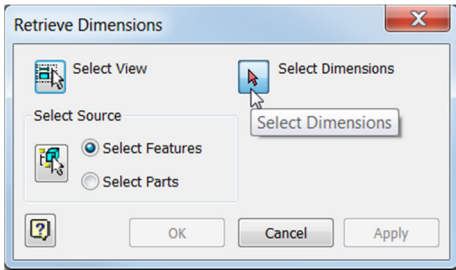 Retrieve Dimensions
Select View
Select Dimensions
Select Source
Select Dimensions
Select Features
Select Parts
OK
Cancel
Apply